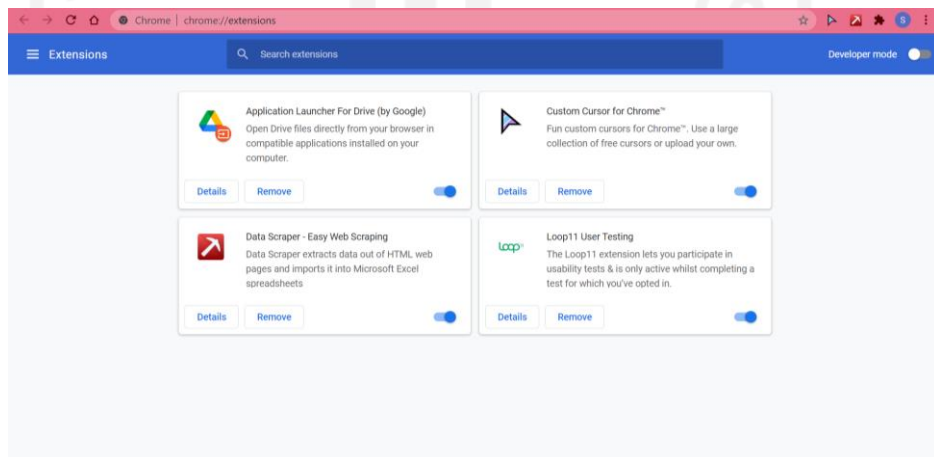 Chrome | chrome://extensions
S
Extensions
Search extensions
Developer mode
Application Launcher For Drive (by Google)
Open Drive files directly from your browser in
compatible applications installed on your
computer.
Details
Remove
Custom Cursor for Chrome™
Fun custom cursors for Chrome™. Use a large
collection of free cursors or upload your own.
Details
Remove
Data Scraper - Easy Web Scraping
Data Scraper extracts data out of HTML web
pages and imports it into Microsoft Excel
spreadsheets
Details
Remove
Loop
Loop11 User Testing
The Loop11 extension lets you participate in
usability tests & is only active whilst completing a
test for which you've opted in.
Details
Remove